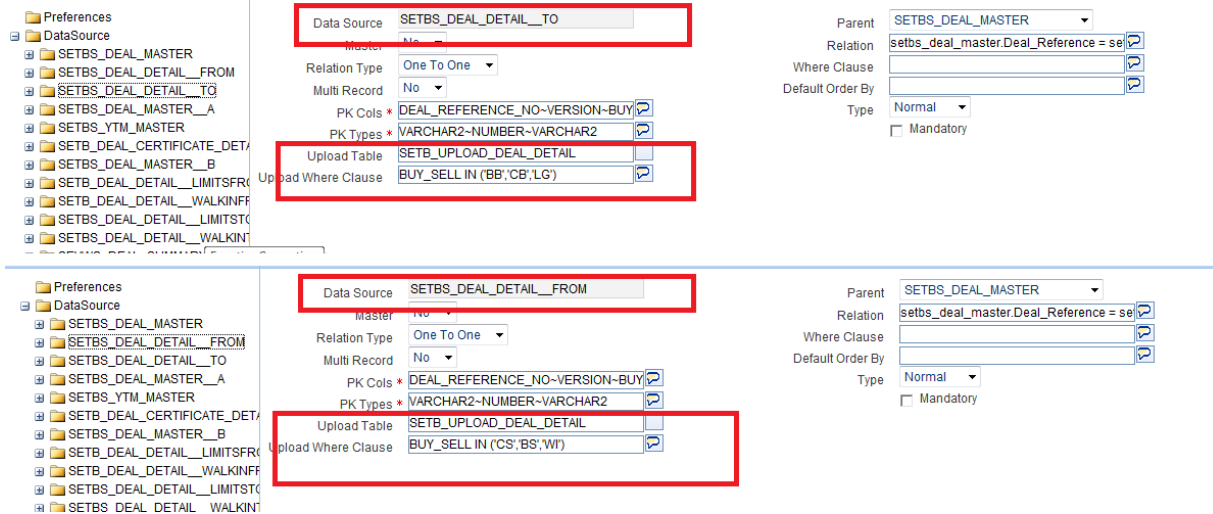 Preferences
DataSource
SETBS_DEAL_MASTER
SETBS_DEAL_DETAIL__FROM
SETBS_DEAL_DETAIL__TO
SETBS_DEAL_MASTER__A
SETBS_YTM_MASTER
SETB_DEAL_CERTIFICATE_DETA
SETBS_DEAL_MASTER__B
SETB_DEAL_DETAIL__LIMITSFRO
SETB_DEAL_DETAIL__WALKINFF
SETBS_DEAL_DETAIL__LIMITSTO
SETBS_DEAL_DETAIL__WALKINT
Data Source SETBS_DEAL_DETAIL__TO
Master No
Relation Type One To One
Multi Record No
PK Cols * DEAL_REFERENCE_NO~VERSION~BUY
PK Types * VARCHAR2~NUMBER~VARCHAR2
Upload Table SETB_UPLOAD_DEAL_DETAIL
Upload Where Clause BUY_SELL IN ('BB','CB','LG')
Parent SETBS_DEAL_MASTER
Relation setbs_deal_master.Deal_Reference = se
Where Clause
Default Order By
Type Normal
Mandatory
Preferences
DataSource
SETBS_DEAL_MASTER
SETBS_DEAL_DETAIL__FROM
SETBS_DEAL_DETAIL__TO
SETBS_DEAL_MASTER__A
SETBS_YTM_MASTER
SETB_DEAL_CERTIFICATE_DETA
SETBS_DEAL_MASTER__B
SETB_DEAL_DETAIL__LIMITSFRO
SETB_DEAL_DETAIL__WALKINFF
SETBS_DEAL_DETAIL__LIMITSTO
SETBS_DEAL_DETAIL__WALKINT
Data Source SETBS_DEAL_DETAIL__FROM
Master No
Relation Type One To One
Multi Record No
PK Cols * DEAL_REFERENCE_NO~VERSION~BUY
PK Types * VARCHAR2~NUMBER~VARCHAR2
Upload Table SETB_UPLOAD_DEAL_DETAIL
Upload Where Clause BUY_SELL IN ('CS','BS','WI')
Parent SETBS_DEAL_MASTER
Relation setbs_deal_master.Deal_Reference = se
Where Clause
Default Order By
Type Normal
Mandatory